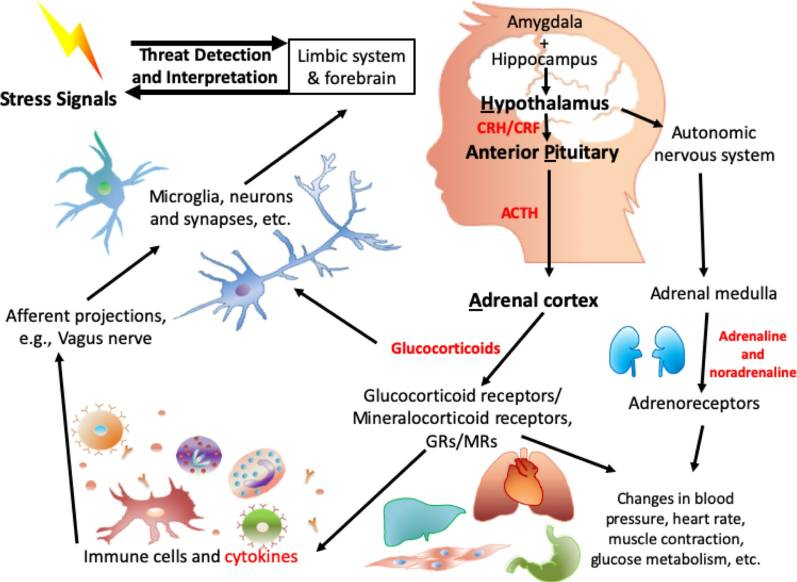 Stress Signals
Threat Detection
and Interpretation
Limbic system
& forebrain
Amygdala
+
Hippocampus
Hypothalamus
CRH/CRF
Anterior Pituitary
ACTH
Adrenal cortex
Autonomic
nervous system
Adrenal medulla
Adrenaline
and
noradrenaline
Adrenoreceptors
Microglia, neurons
and synapses, etc.
Afferent projections,
e.g., Vagus nerve
Glucocorticoids
Glucocorticoid receptors/
Mineralocorticoid receptors,
GRs/MRs
Changes in blood
pressure, heart rate,
muscle contraction,
glucose metabolism, etc.
Immune cells and cytokines